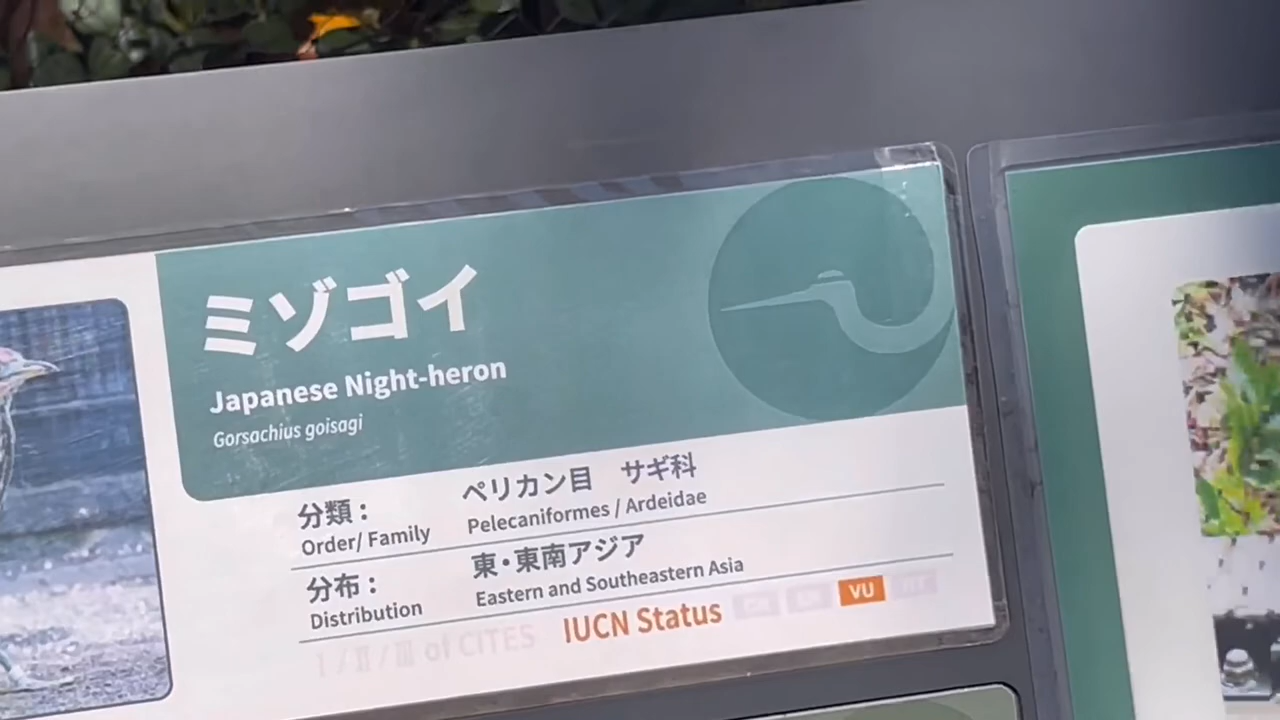 ミゾゴイ
Japanese Night-heron
Gorsachius goisagi
分類： ペリカン目 サギ科
Order/ Family Pelecaniformes / Ardeidae
分布： 東・東南アジア
Distribution Eastern and Southeastern Asia
I / II / III of CITES IUCN Status CR EN VU NT